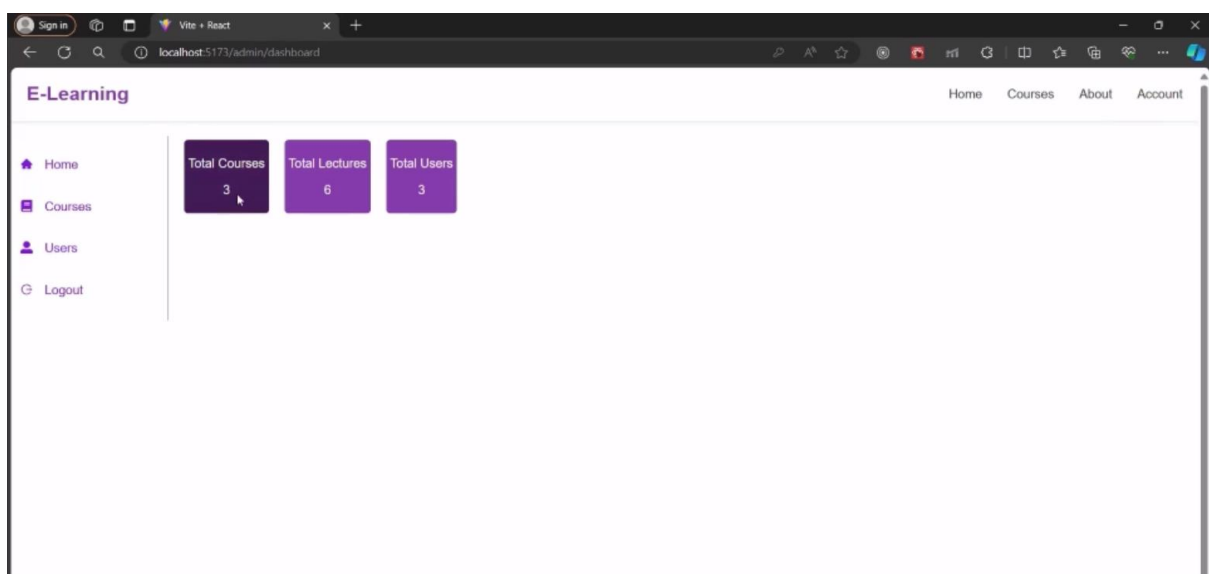 Sign in
Vite + React
localhost:5173/admin/dashboard
E-Learning
Home Courses About Account
Home
Courses
Users
Logout
Total Courses
3
Total Lectures
6
Total Users
3